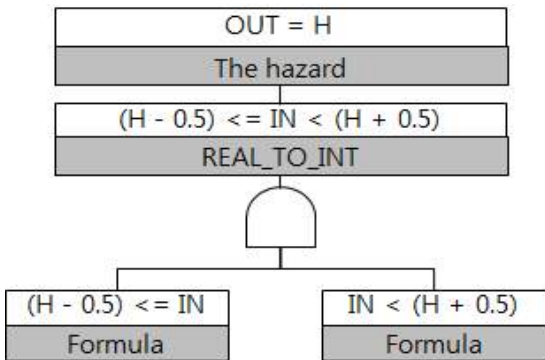 OUT = H
The hazard
(H - 0.5) <= IN < (H + 0.5)
REAL_TO_INT
(H - 0.5) <= IN
IN < (H + 0.5)
Formula
Formula